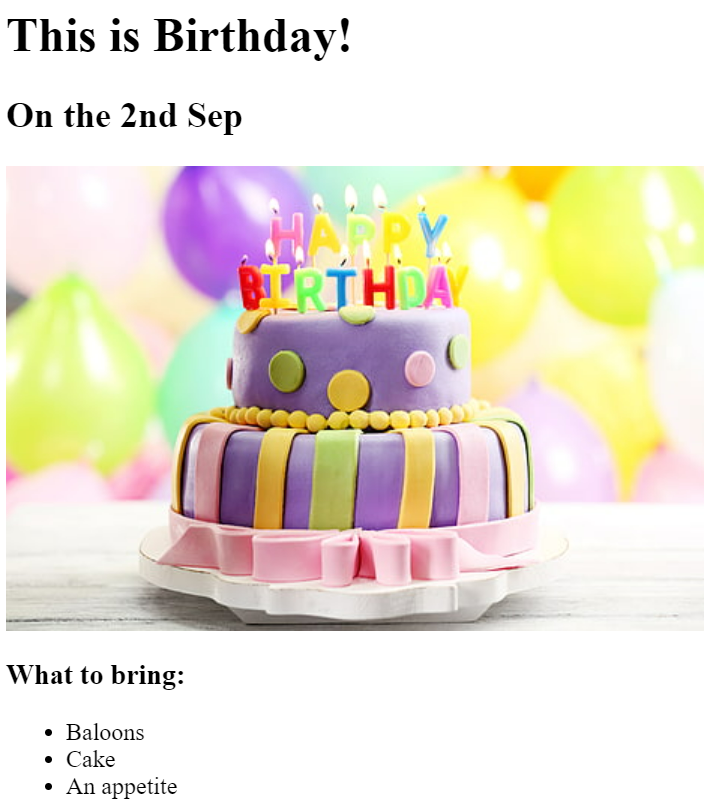 This is Birthday!
On the 2nd Sep
HAPPY
BIRTHDAY
What to bring:
Baloons
Cake
An appetite